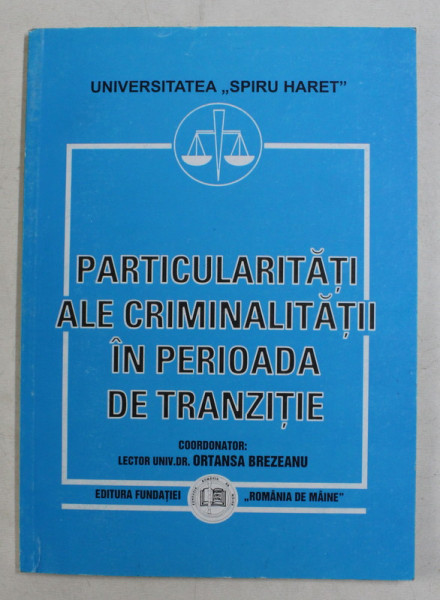 UNIVERSITATEA „SPIRU HARET”
PARTICULARITĂȚI
ALE CRIMINALITĂȚII
ÎN PERIOADA
DE TRANZIȚIE
COORDONATOR:
LECTOR UNIV.DR. ORTANSA BREZEANU
EDITURA FUNDAȚIEI „ROMÂNIA DE MÂINE”